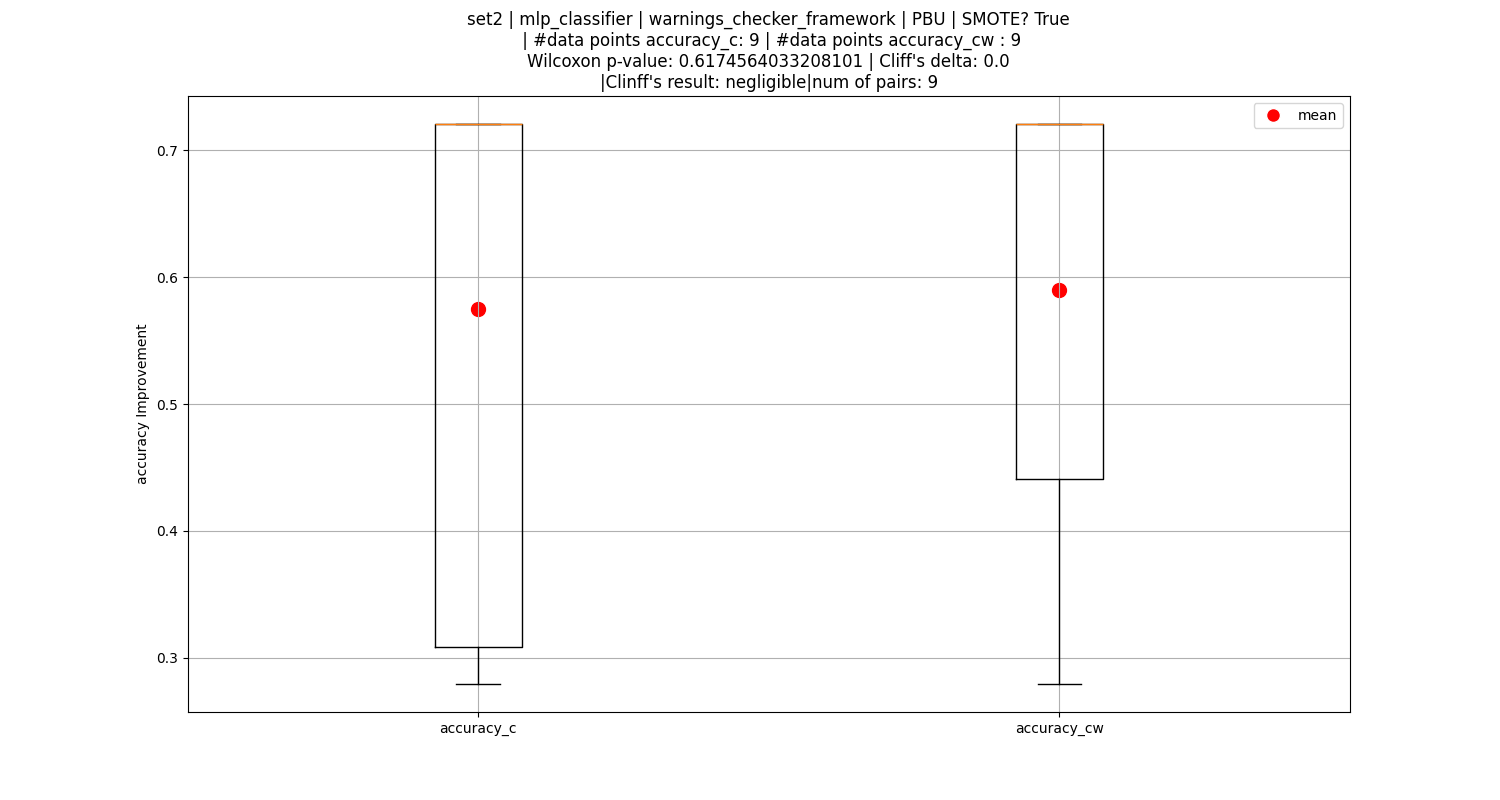 set2 | mlp_classifier | warnings_checker_framework | PBU | SMOTE? True
| #data points accuracy_c: 9 | #data points accuracy_cw : 9
Wilcoxon p-value: 0.6174564033208101 | Cliff's delta: 0.0
|Clinff's result: negligible|num of pairs: 9
mean
0.7
0.6
0.5
0.4
0.3
accuracy Improvement
accuracy_c
accuracy_cw